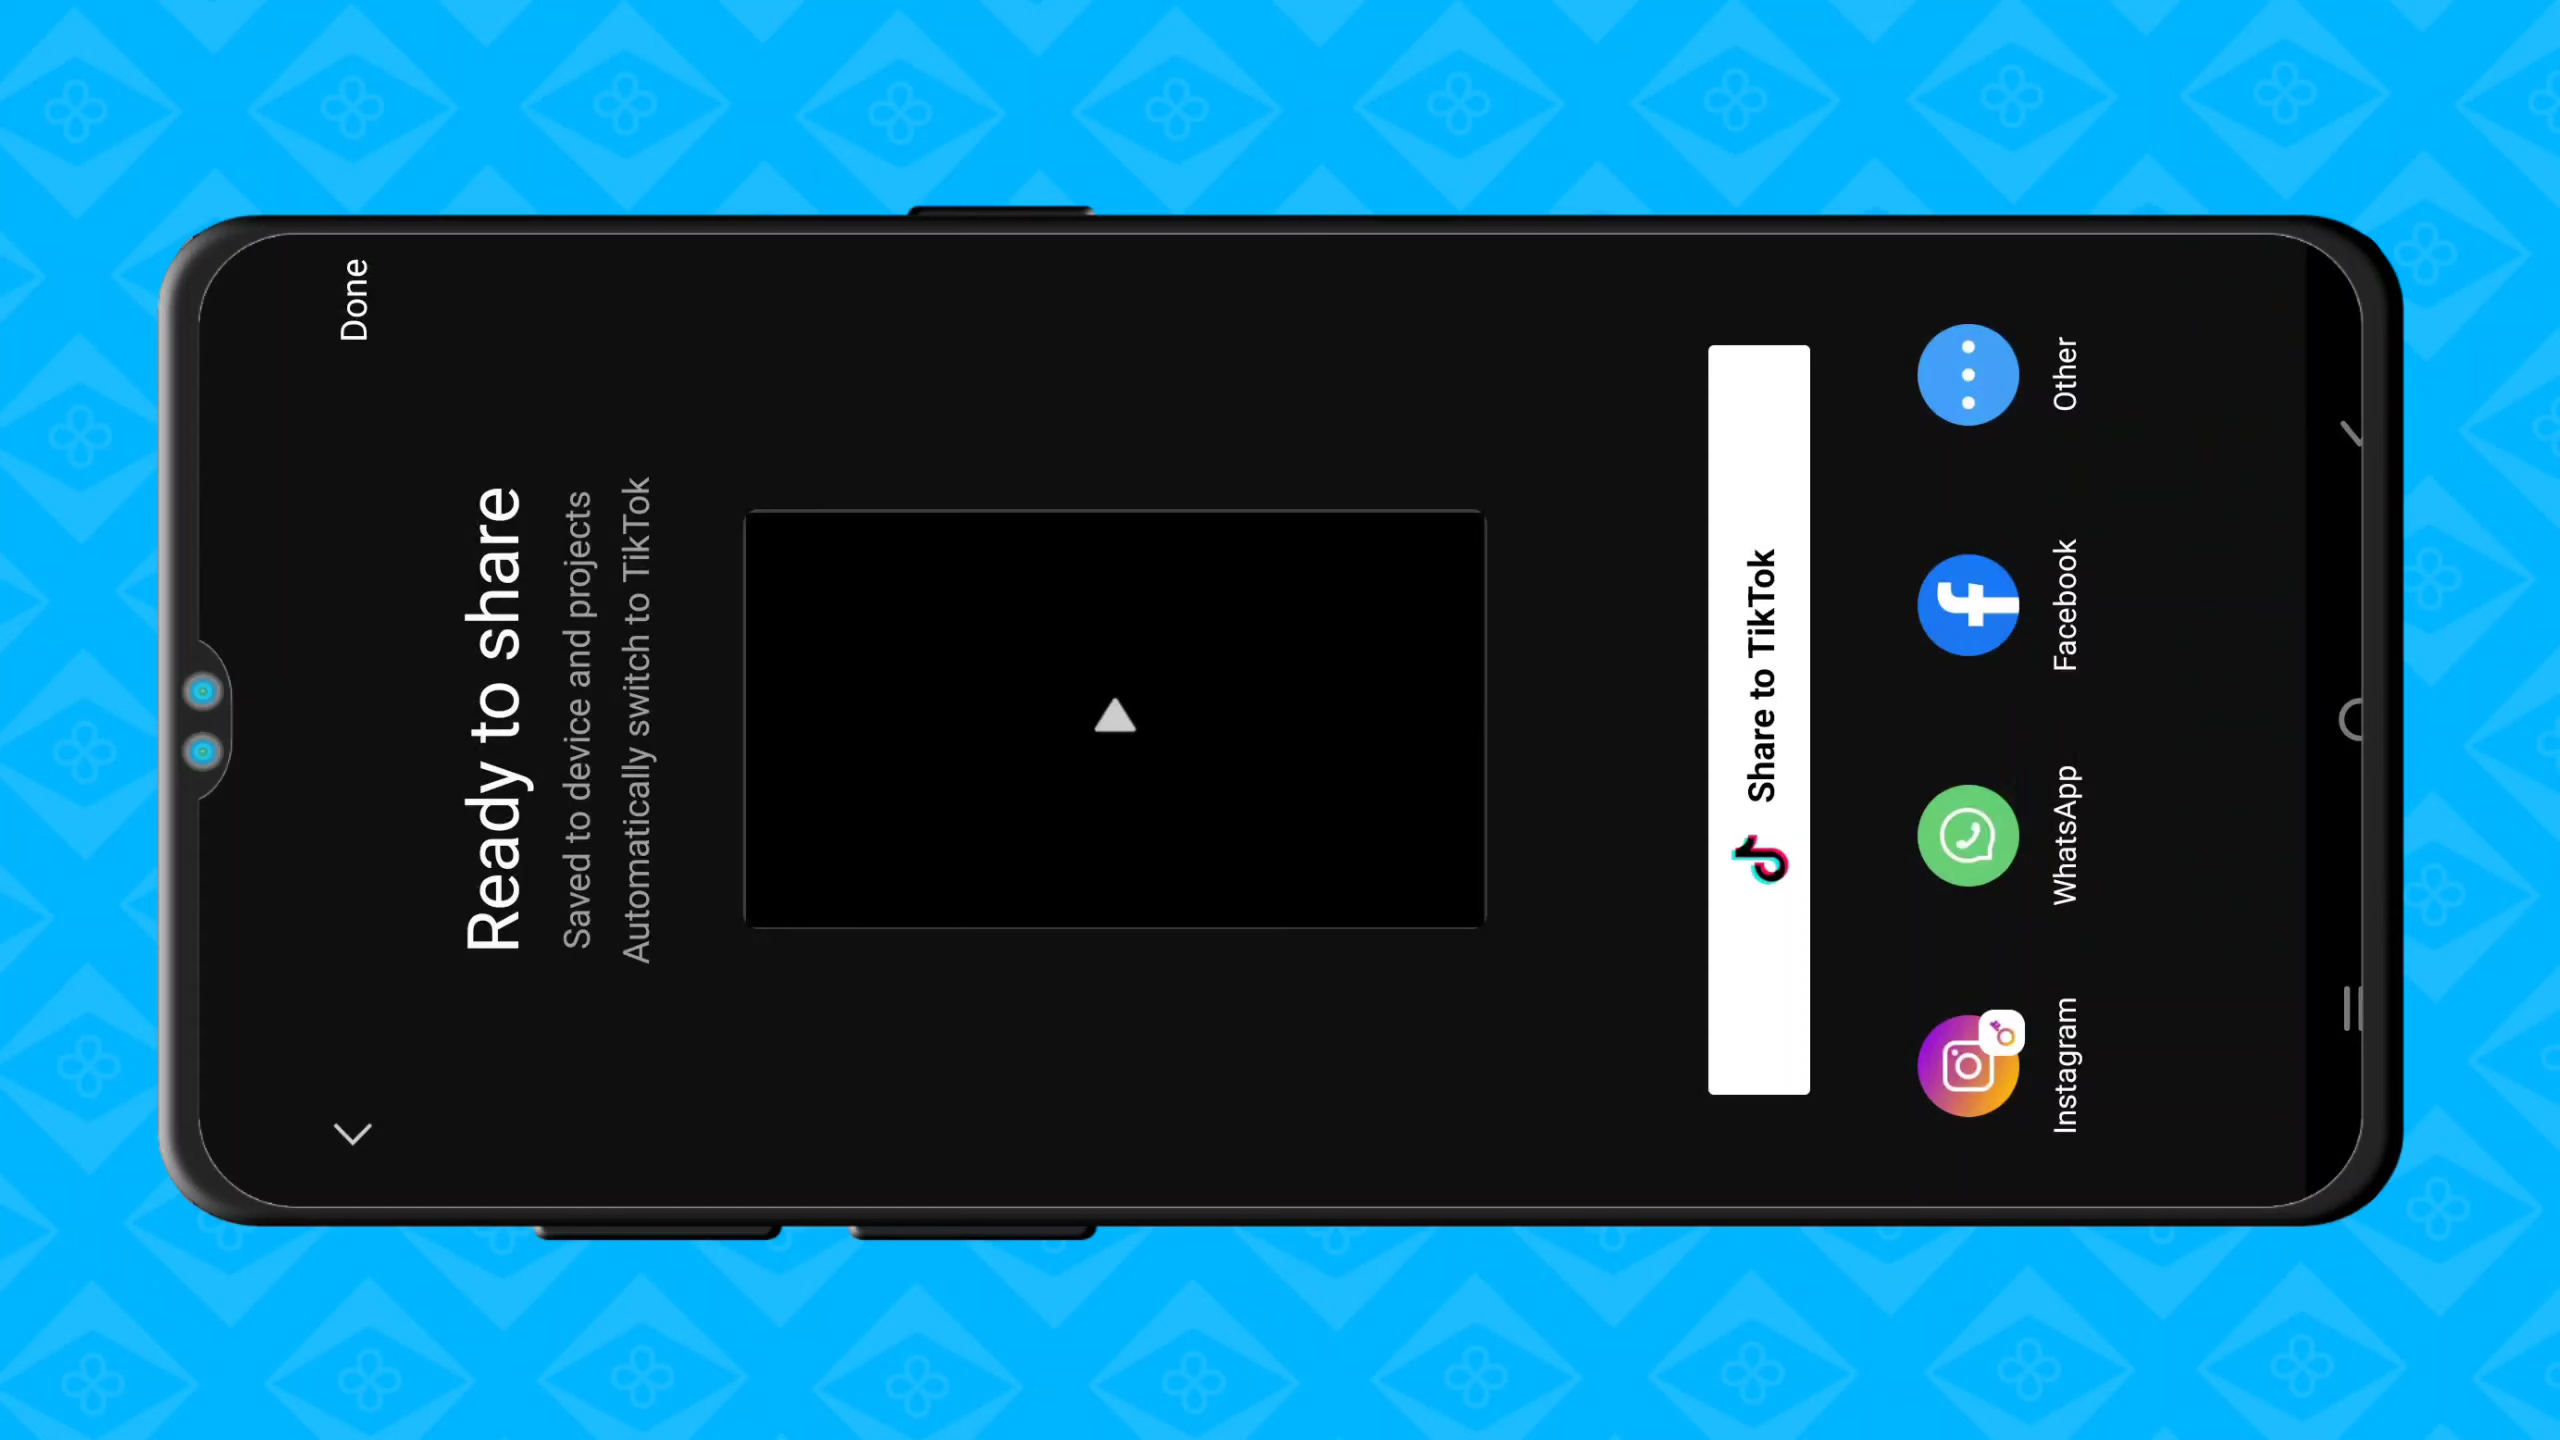 Done
Ready to share
Saved to device and projects
Automatically switch to TikTok
Share to TikTok
Instagram
WhatsApp
Facebook
Other